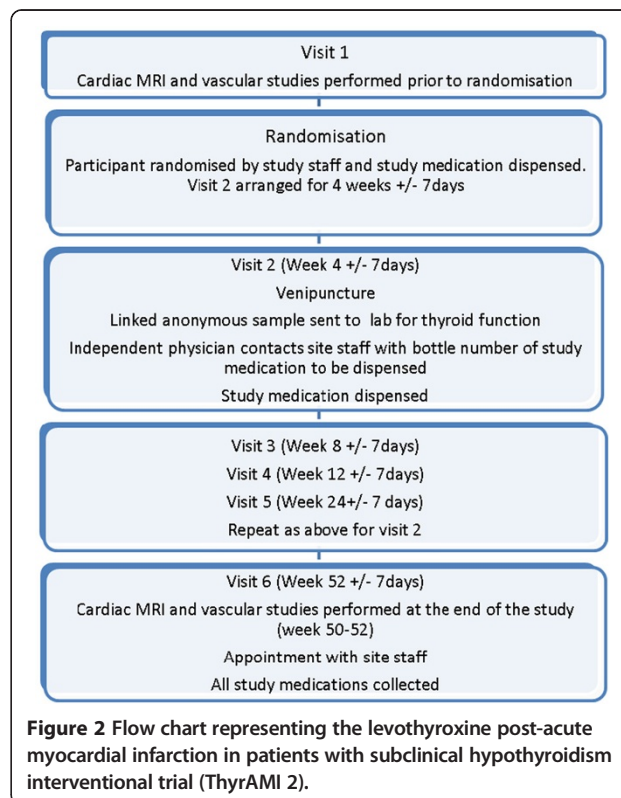 Visit 1
Cardiac MRI and vascular studies performed prior to randomisation
Randomisation
Participant randomised by study staff and study medication dispensed.
Visit 2 arranged for 4 weeks +/- 7days
Visit 2 (Week 4 +/- 7days)
Venipuncture
Linked anonymous sample sent to lab for thyroid function
Independent physician contacts site staff with bottle number of study
medication to be dispensed
Study medication dispensed
Visit 3 (Week 8 +/- 7days)
Visit 4 (Week 12 +/- 7days)
Visit 5 (Week 24+/- 7 days)
Repeat as above for visit 2
Visit 6 (Week 52 +/- 7days)
Cardiac MRI and vascular studies performed at the end of the study
(week 50-52)
Appointment with site staff
All study medications collected
Figure 2 Flow chart representing the levothyroxine post-acute
myocardial infarction in patients with subclinical hypothyroidism
interventional trial (ThyrAMI 2).